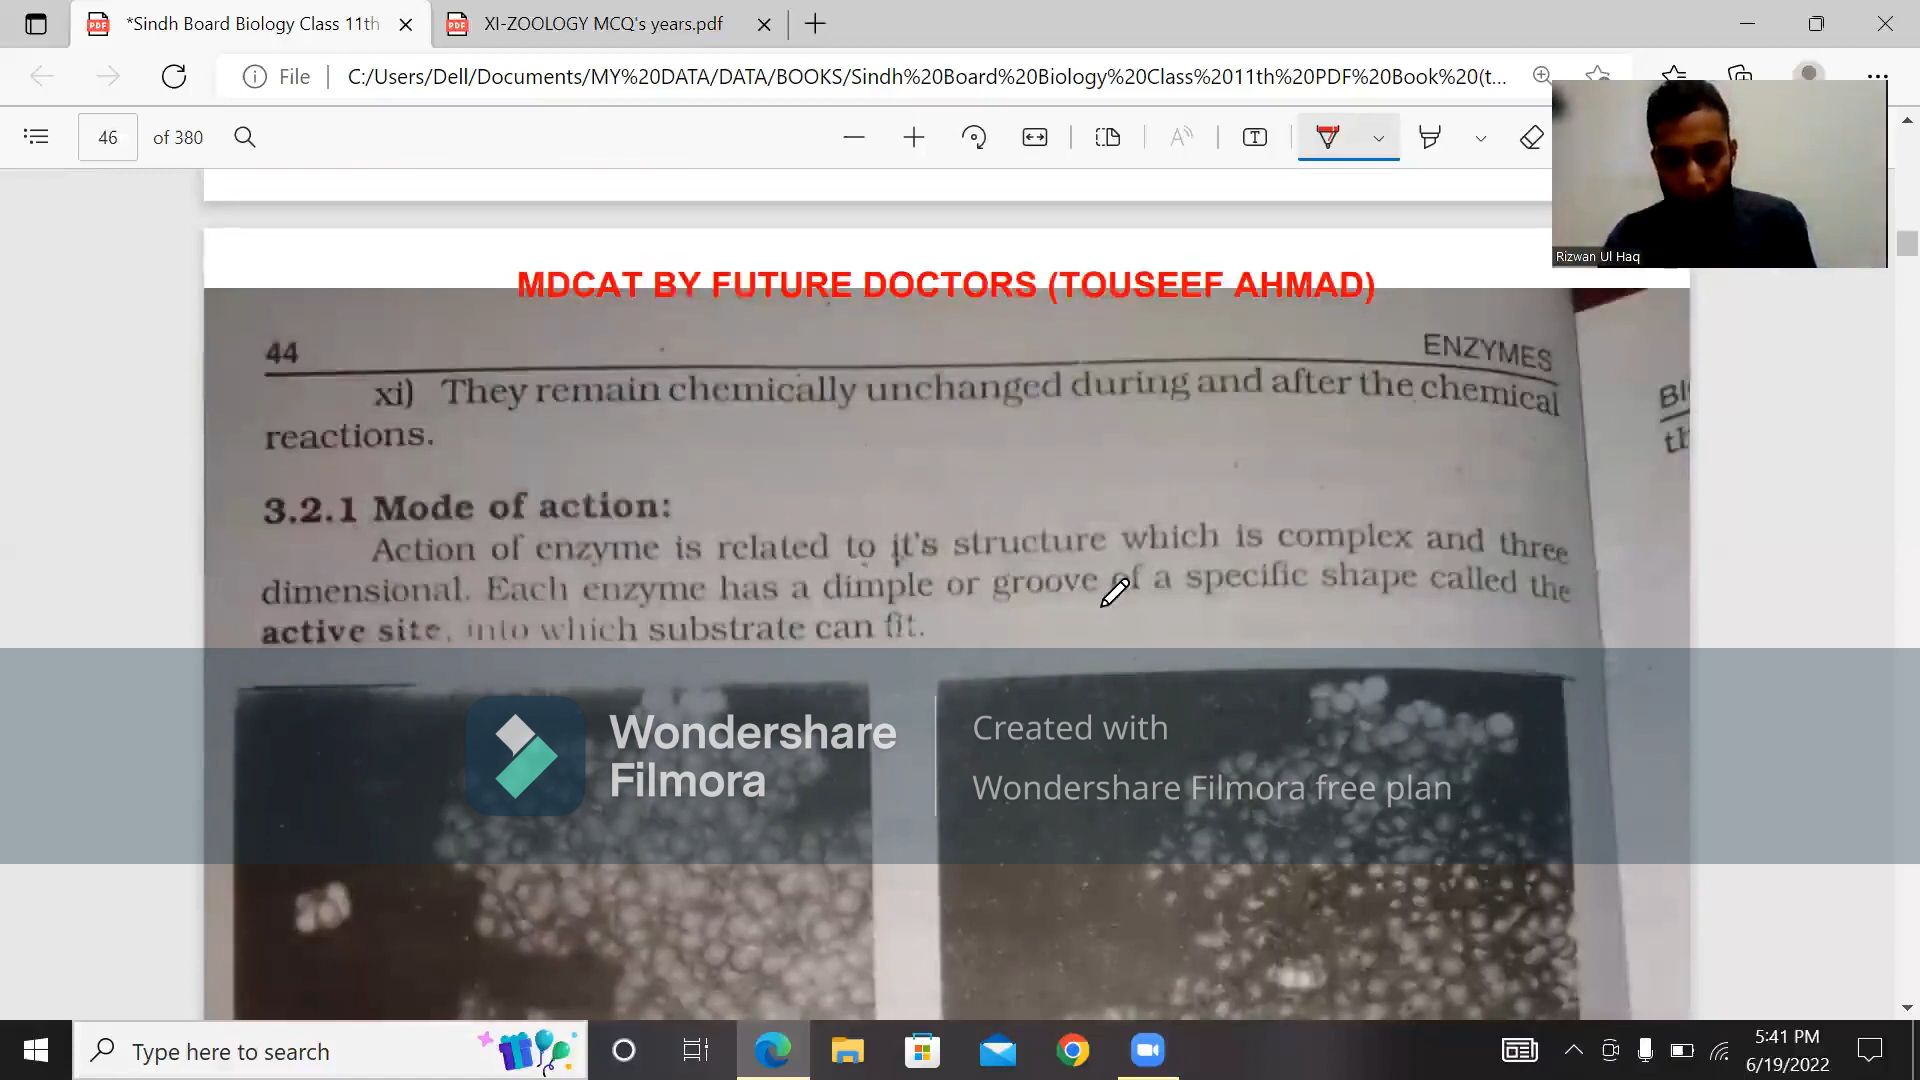 *Sindh Board Biology Class 11th
XI-ZOOLOGY MCQ's years.pdf
File
C:/Users/Dell/Documents/MY%20DATA/DATA/BOOKS/Sindh%20Board%20Biology%20Class%2011th%20PDF%20Book%20(t...
46 of 380
Rizwan Ul Haq
MDCAT BY FUTURE DOCTORS (TOUSEEF AHMAD)
44 ENZYMES
xi) They remain chemically unchanged during and after the chemical
reactions.
3.2.1 Mode of action:
Action of enzyme is related to it's structure which is complex and three
dimensional. Each enzyme has a dimple or groove of a specific shape called the
active site, into which substrate can fit.
Wondershare
Filmora
Created with
Wondershare Filmora free plan
Type here to search
5:41 PM
6/19/2022